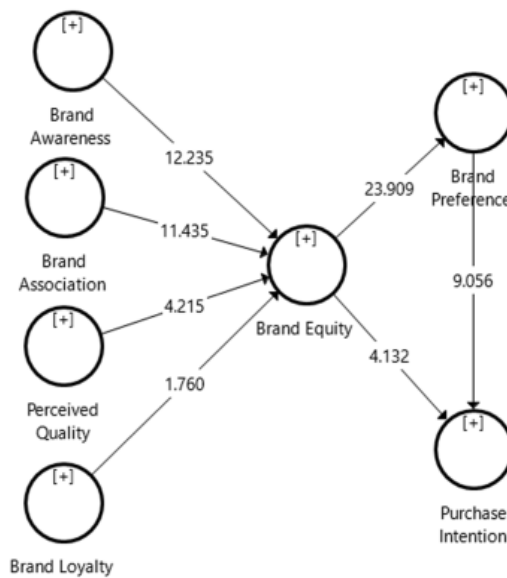 [+]
Brand
Awareness
[+]
Brand
Association
[+]
Perceived
Quality
[+]
Brand Loyalty
12.235
11.435
4.215
1.760
[+]
Brand Equity
23.909
4.132
[+]
Brand
Preference
9.056
[+]
Purchase
Intention